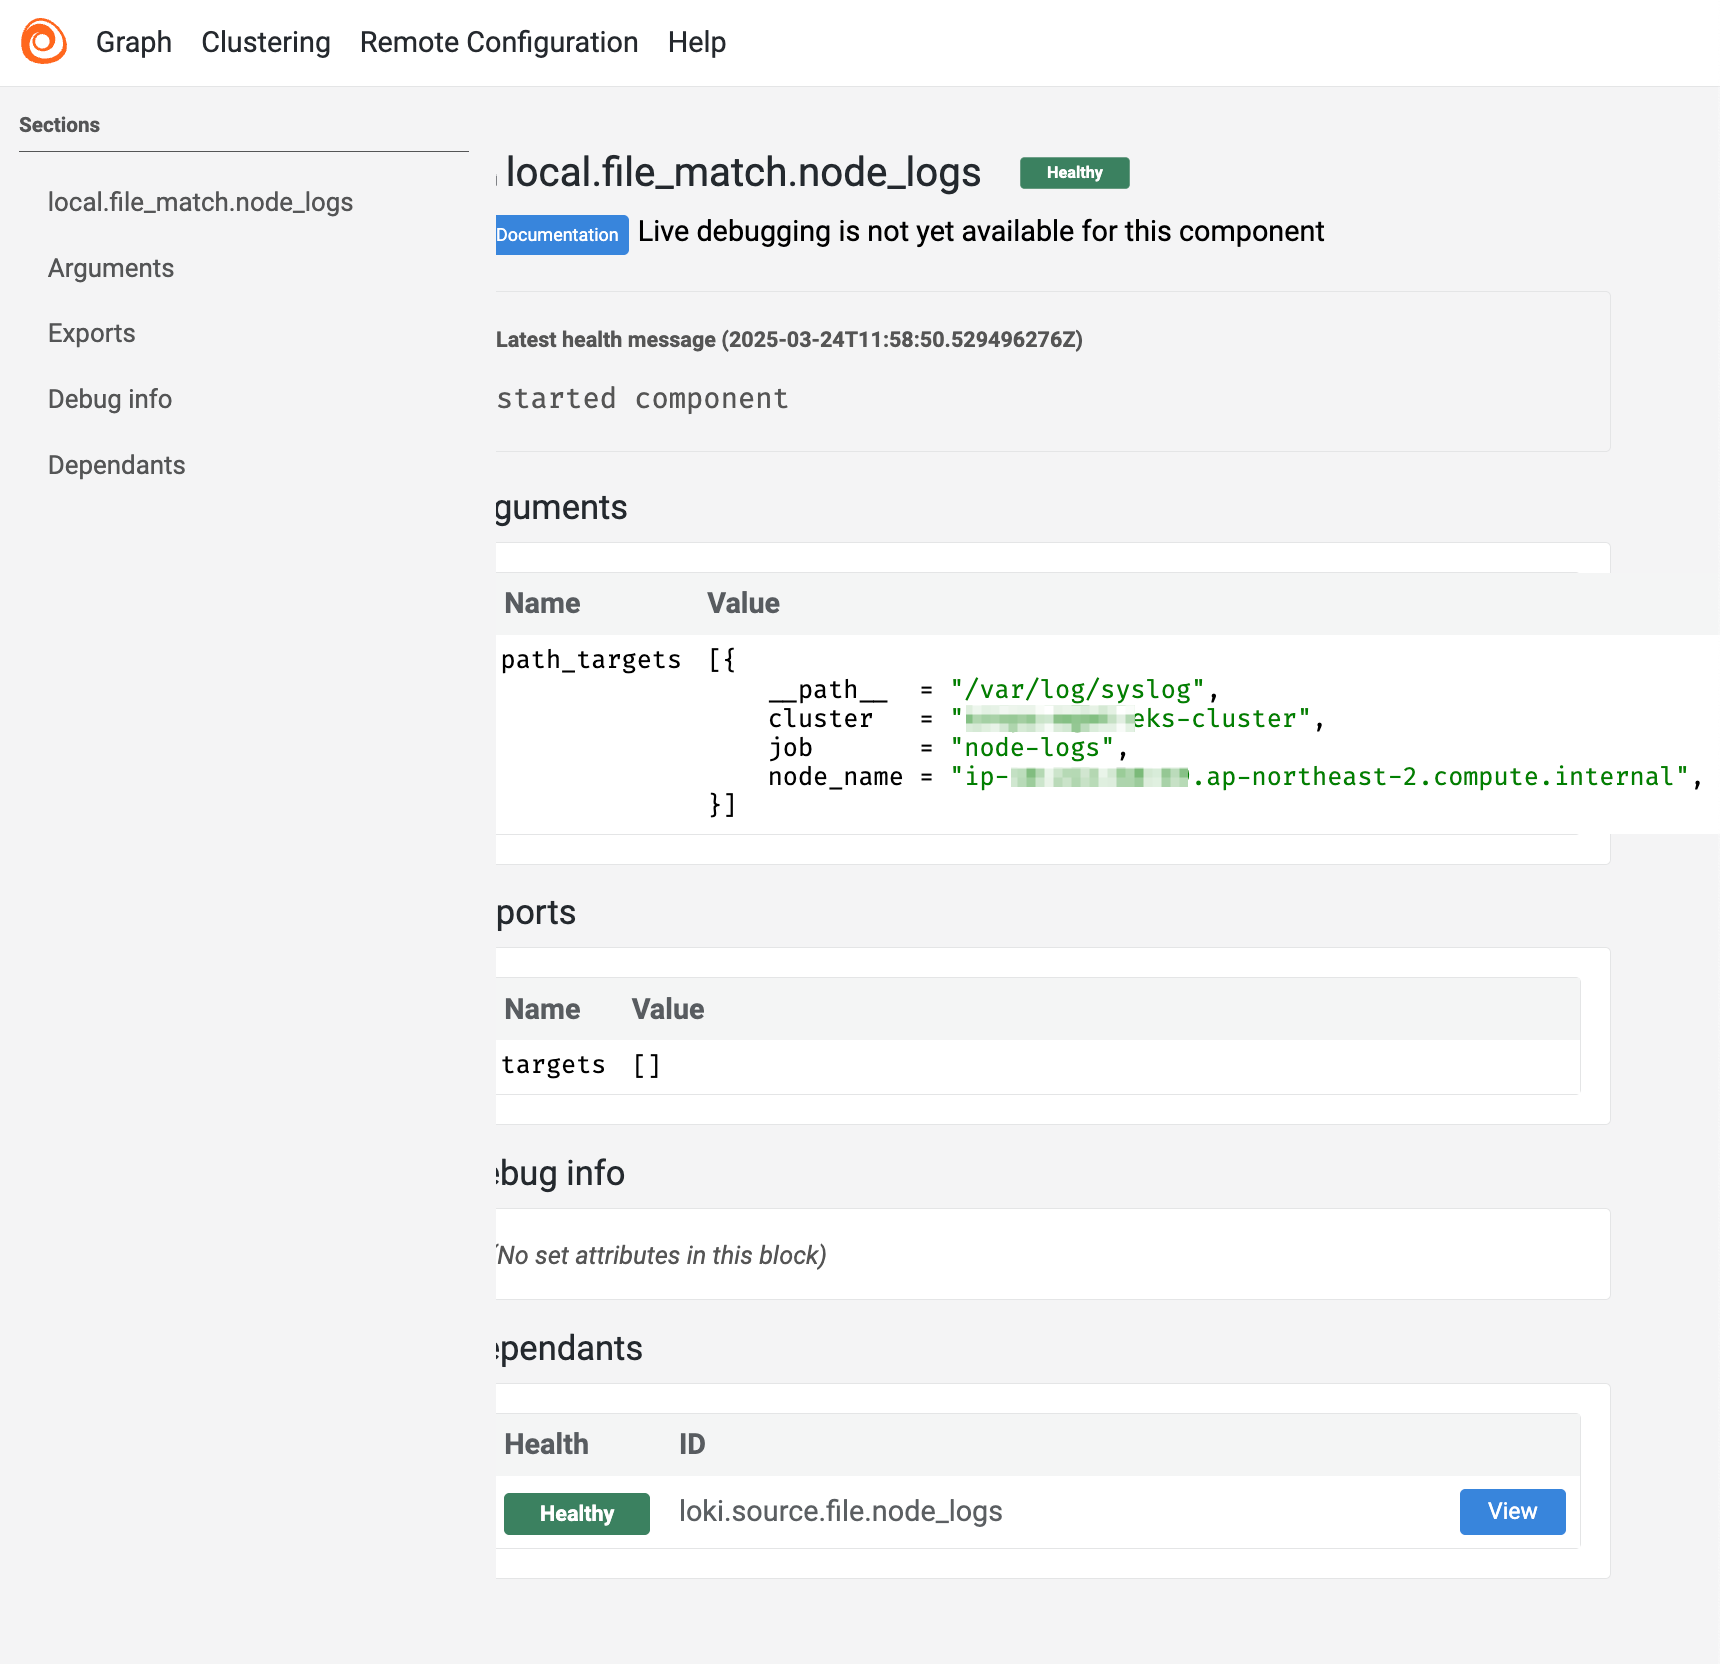 Graph Clustering Remote Configuration Help
Sections
local.file_match.node_logs
Arguments
Exports
Debug info
Dependants
local.file_match.node_logs Healthy
Documentation Live debugging is not yet available for this component
Latest health message (2025-03-24T11:58:50.529496276Z)
started component
guments
Name Value
path_targets [{
__path__ = "/var/log/syslog",
cluster = "eks-cluster",
job = "node-logs",
node_name = "ip-.ap-northeast-2.compute.internal",
}]
ports
Name Value
targets []
ebug info
(No set attributes in this block)
ependants
Health ID
Healthy loki.source.file.node_logs View